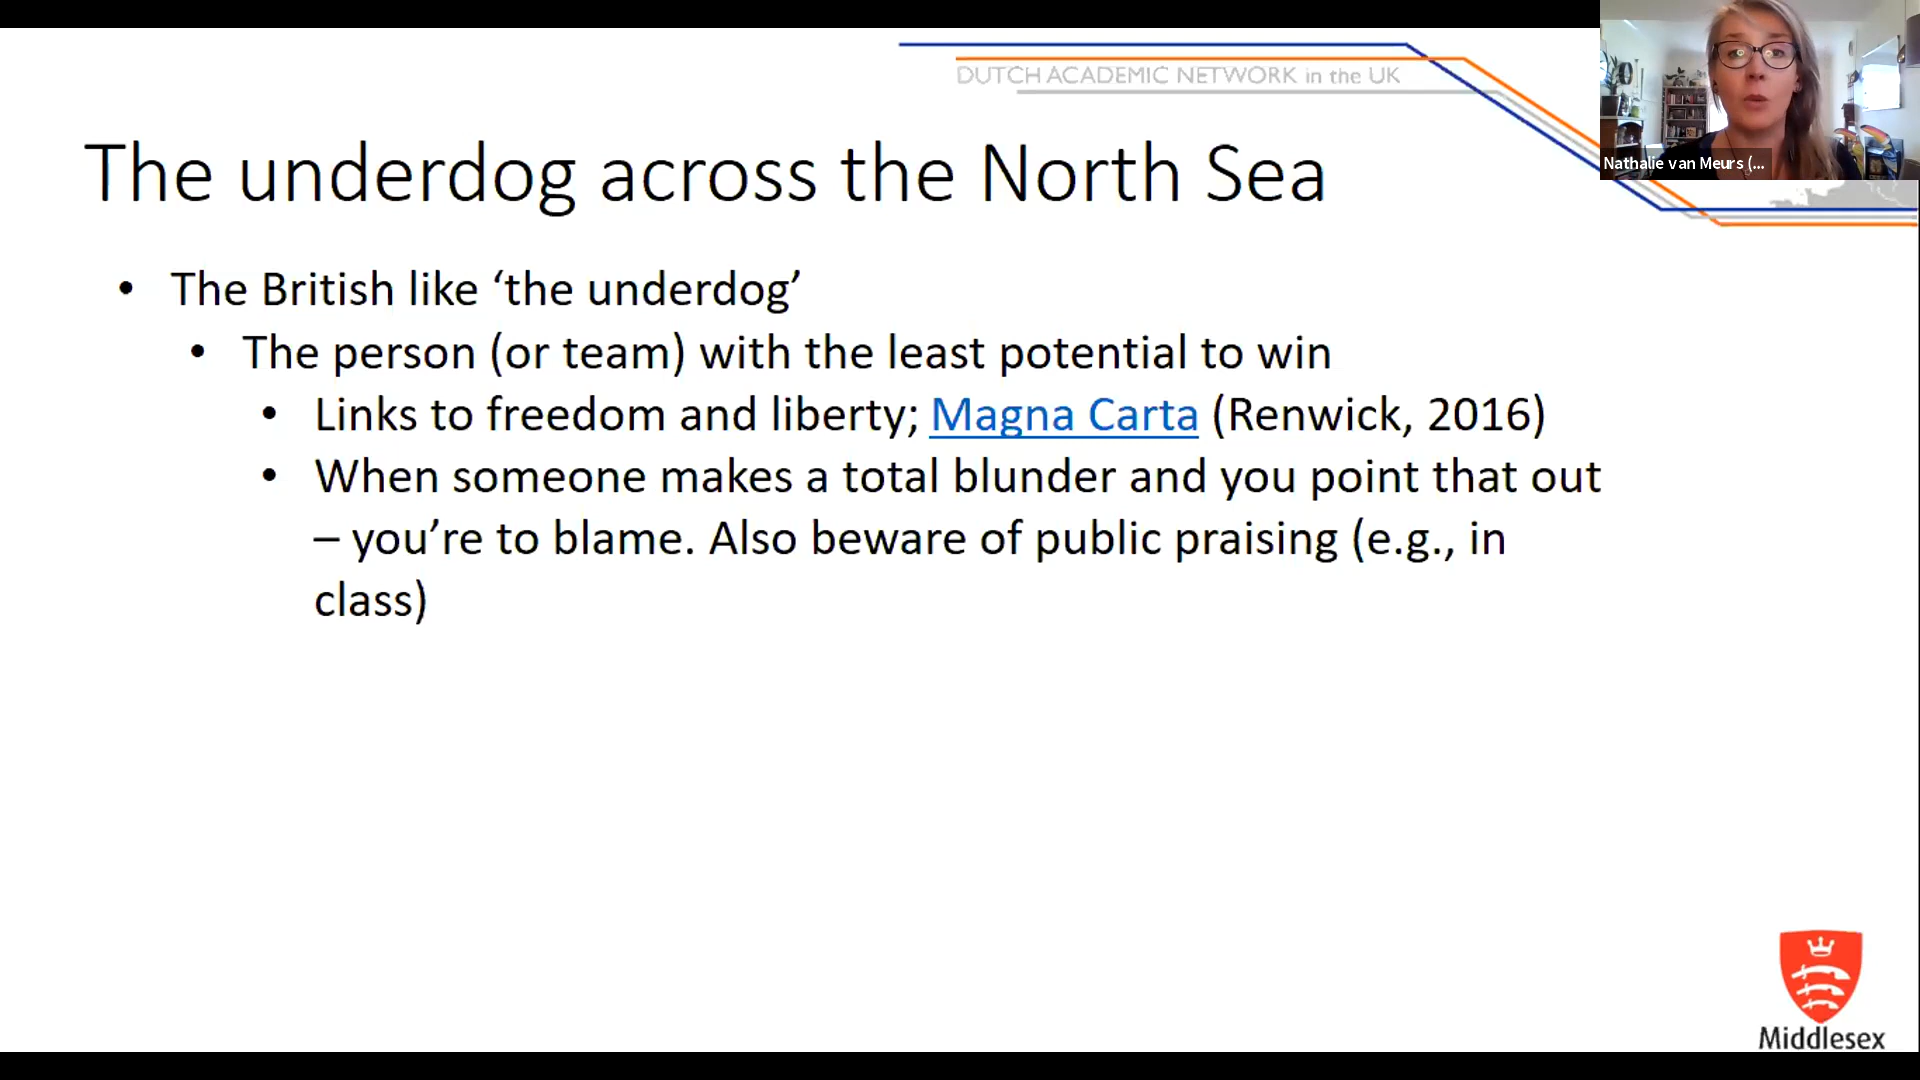 DUTCH ACADEMIC NETWORK in the UK
Nathalie van Meurs (...
The underdog across the North Sea
• The British like ‘the underdog’
• The person (or team) with the least potential to win
• Links to freedom and liberty; Magna Carta (Renwick, 2016)
• When someone makes a total blunder and you point that out
– you’re to blame. Also beware of public praising (e.g., in
class)
Middlesex